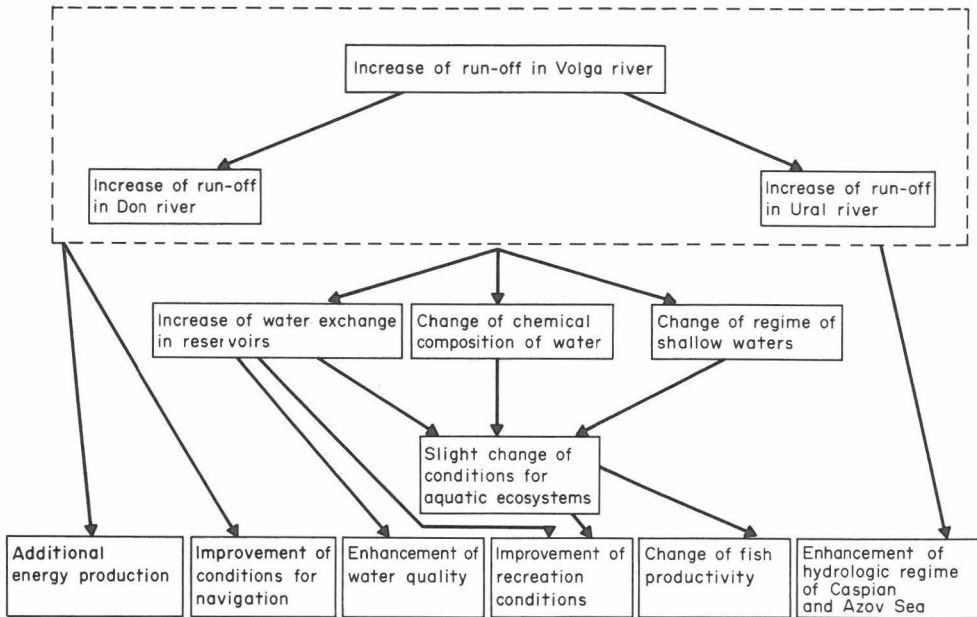 Increase of run-off in Volga river
Increase of run-off
in Don river
Increase of run-off
in Ural river
Increase of water exchange
in reservoirs
Change of chemical
composition of water
Change of regime of
shallow waters
Slight change of
conditions for
aquatic ecosystems
Additional
energy production
Improvement of
conditions for
navigation
Enhancement of
water quality
Improvement of
recreation
conditions
Change of fish
productivity
Enhancement of
hydrologic regime
of Caspian
and Azov Sea